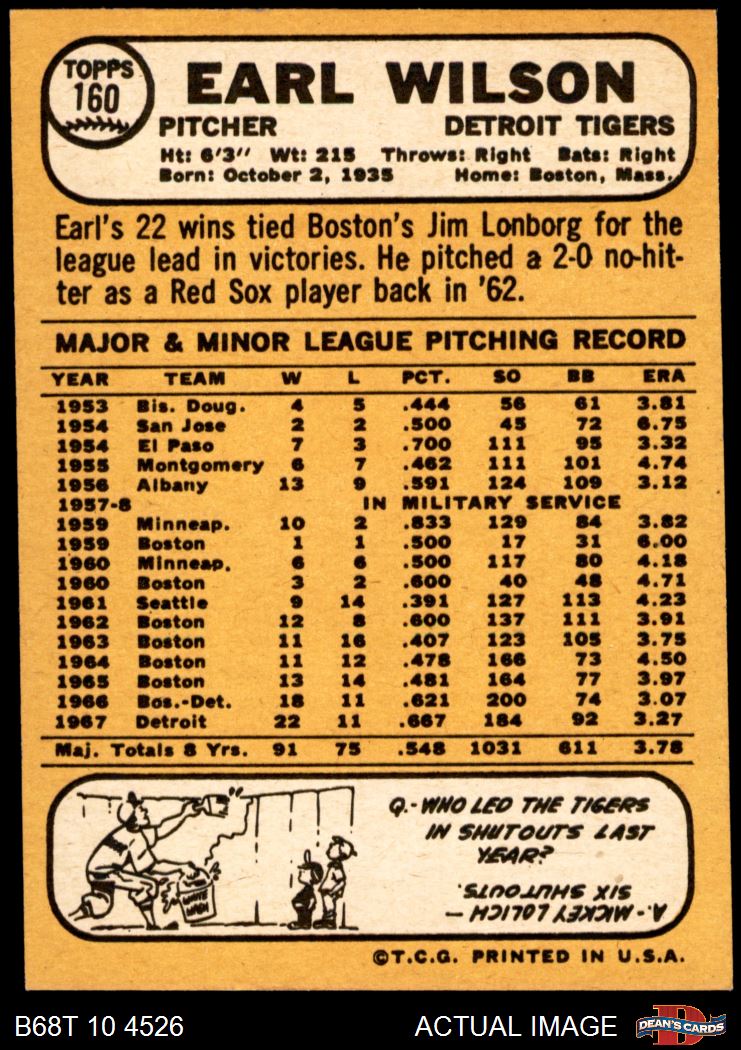 TOPPS
160
EARL WILSON
PITCHER DETROIT TIGERS
Ht: 6'3" Wt: 215 Throws: Right Bats: Right
Born: October 2, 1935 Home: Boston, Mass.
Earl's 22 wins tied Boston's Jim Lonborg for the
league lead in victories. He pitched a 2-0 no-hit-
ter as a Red Sox player back in '62.
MAJOR & MINOR LEAGUE PITCHING RECORD
YEAR TEAM W L PCT. SO BB ERA
1953 Bis. Doug. 4 5 .444 56 61 3.81
1954 San Jose 2 2 .500 45 72 6.75
1954 El Paso 7 3 .700 111 95 3.32
1955 Montgomery 6 7 .462 111 101 4.74
1956 Albany 13 9 .591 124 109 3.12
1957-8 IN MILITARY SERVICE
1959 Minneap. 10 2 .833 129 84 3.82
1959 Boston 1 1 .500 17 31 6.00
1960 Minneap. 6 6 .500 117 80 4.18
1960 Boston 3 2 .600 40 48 4.71
1961 Seattle 9 14 .391 127 113 4.23
1962 Boston 12 8 .600 137 111 3.91
1963 Boston 11 16 .407 123 105 3.75
1964 Boston 11 12 .478 166 73 4.50
1965 Boston 13 14 .481 164 77 3.97
1966 Bos.-Det. 18 11 .621 200 74 3.07
1967 Detroit 22 11 .667 184 92 3.27
Maj. Totals 8 Yrs. 91 75 .548 1031 611 3.78
WHITE
WASH
Q.- WHO LED THE TIGERS
IN SHUTOUTS LAST
YEAR?
A.- MICKEY LOLICH —
SIX SHUTOUTS.
©T.C.G. PRINTED IN U.S.A.
B68T 10 4526 ACTUAL IMAGE
D
DEAN'S CARDS